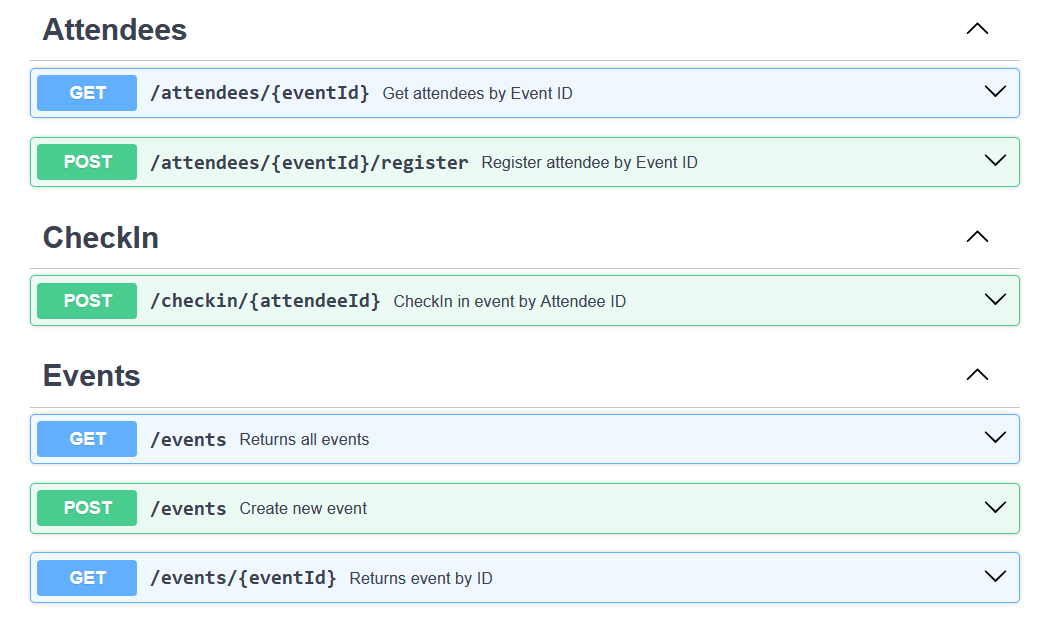 Attendees
GET /attendees/{eventId} Get attendees by Event ID
POST /attendees/{eventId}/register Register attendee by Event ID
CheckIn
POST /checkin/{attendeeId} CheckIn in event by Attendee ID
Events
GET /events Returns all events
POST /events Create new event
GET /events/{eventId} Returns event by ID